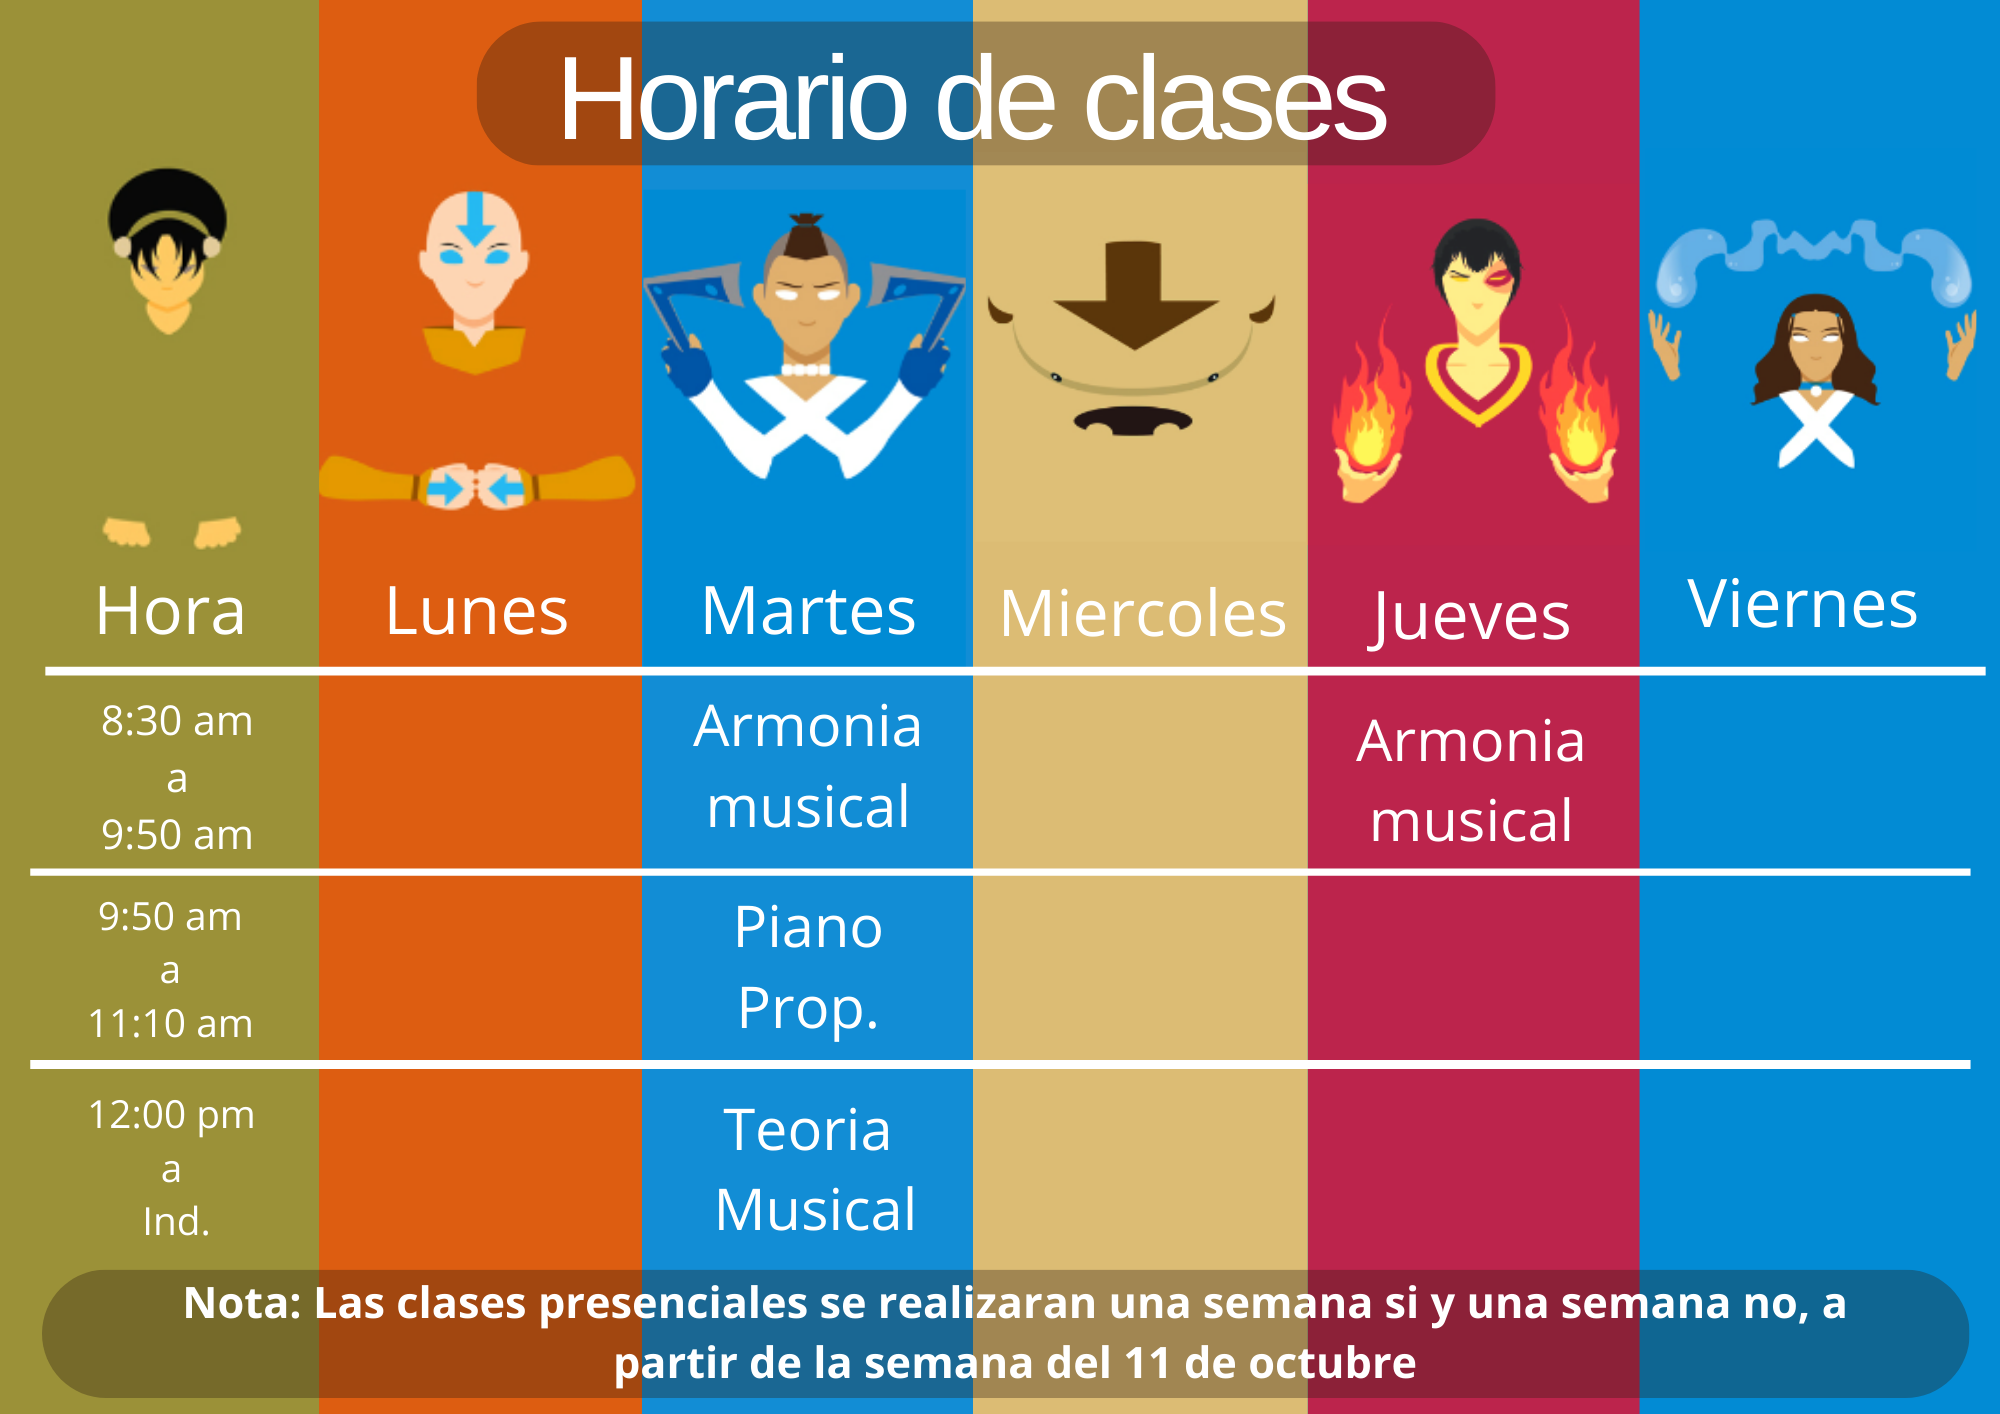 Horario de clases
Hora Lunes Martes Miercoles Jueves Viernes
8:30 am
a
9:50 am
Armonia
musical
Armonia
musical
9:50 am
a
11:10 am
Piano
Prop.
12:00 pm
a
Ind.
Teoria
Musical
Nota: Las clases presenciales se realizaran una semana si y una semana no, a
partir de la semana del 11 de octubre